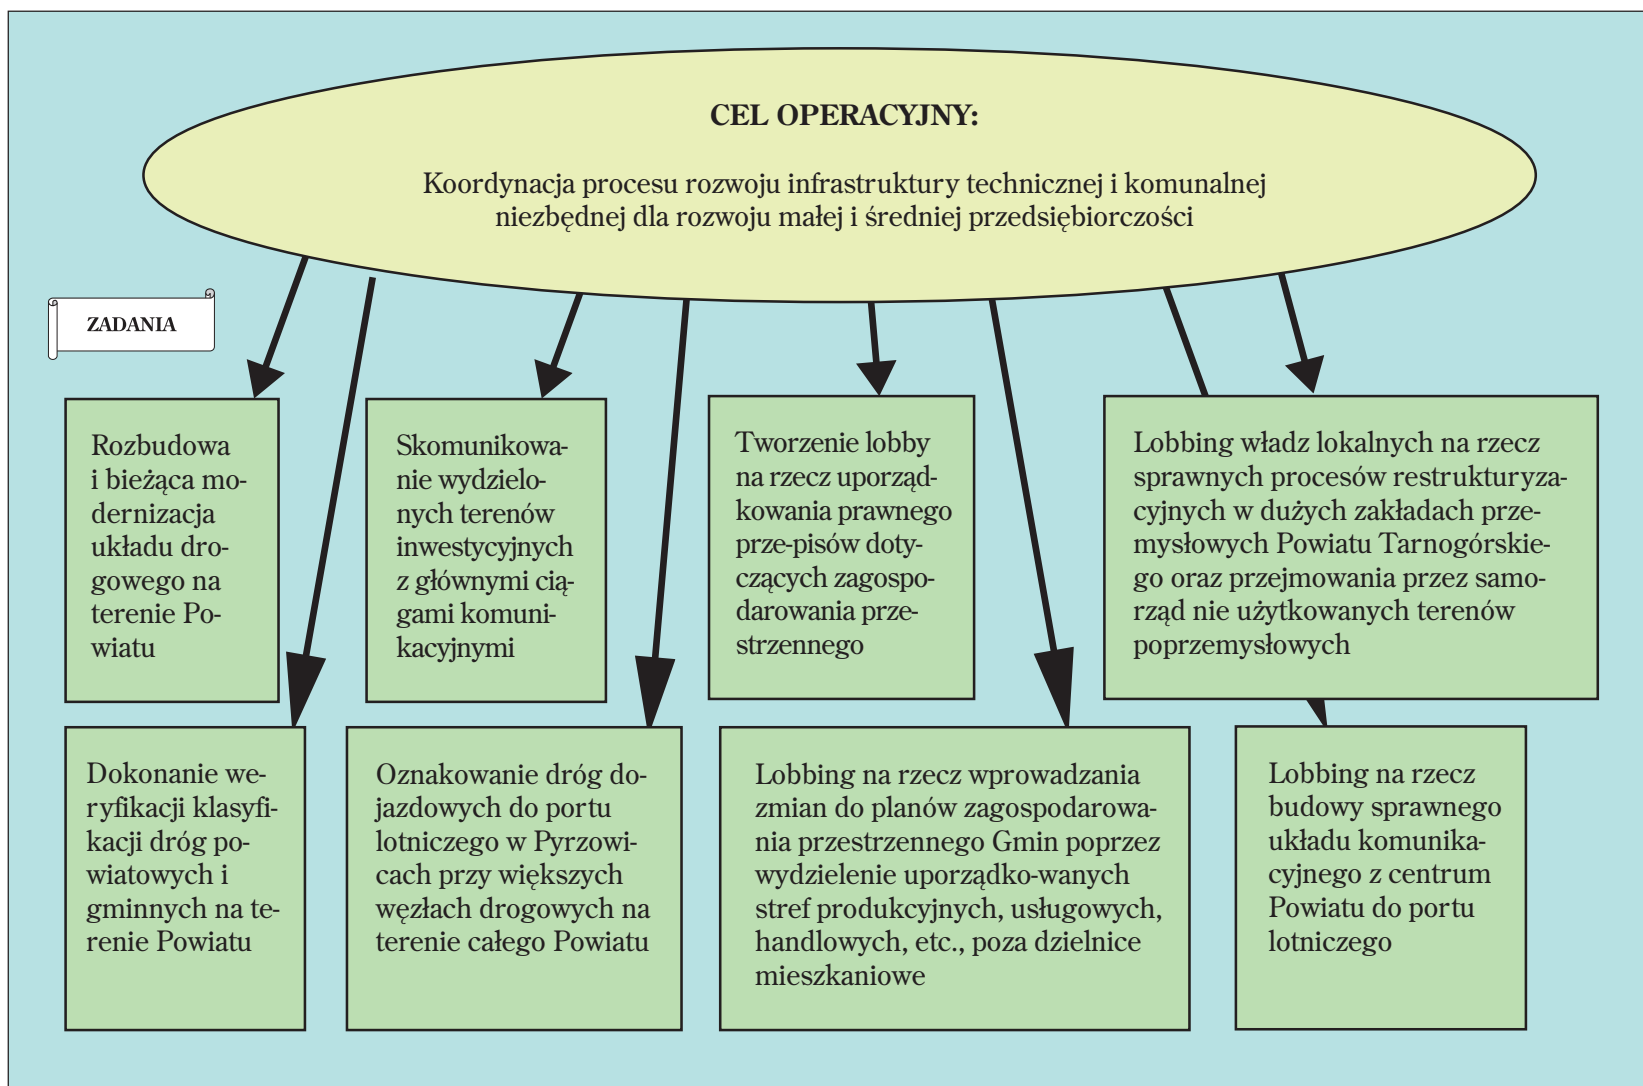 CEL OPERACYJNY:
Koordynacja procesu rozwoju infrastruktury technicznej i komunalnej
niezbędnej dla rozwoju małej i średniej przedsiębiorczości
ZADANIA
Rozbudowa
i bieżąca mo-
dernizacja
układu dro-
gowego na
terenie Po-
wiatu
Skomunikowa-
nie wydzielo-
nych terenów
inwestycyjnych
z głównymi cią-
gami komuni-
kacyjnymi
Tworzenie lobby
na rzecz uporząd-
kowania prawnego
prze-pisów doty-
czących zagospo-
darowania prze-
strzennego
Lobbing władz lokalnych na rzecz
sprawnych procesów restrukturyza-
cyjnych w dużych zakładach prze-
mysłowych Powiatu Tarnogórskie-
go oraz przejmowania przez samo-
rząd nie użytkowanych terenów
poprzemysłowych
Dokonanie we-
ryfikacji klasyfi-
kacji dróg po-
wiatowych i
gminnych na te-
renie Powiatu
Oznakowanie dróg do-
jazdowych do portu
lotniczego w Pyrzowi-
cach przy większych
węzłach drogowych na
terenie całego Powiatu
Lobbing na rzecz wprowadzania
zmian do planów zagospodarowa-
nia przestrzennego Gmin poprzez
wydzielenie uporządko-wanych
stref produkcyjnych, usługowych,
handlowych, etc., poza dzielnice
mieszkaniowe
Lobbing na rzecz
budowy sprawnego
układu komunika-
cyjnego z centrum
Powiatu do portu
lotniczego